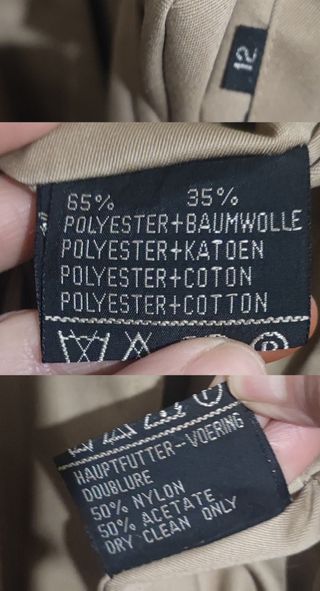 12
65% 35%
POLYESTER+BAUMWOLLE
POLYESTER+KATOEN
POLYESTER+COTON
POLYESTER+COTTON
P
HAUPTFUTTER-VOERING
DOUBLURE
50% NYLON
50% ACETATE
DRY CLEAN ONLY